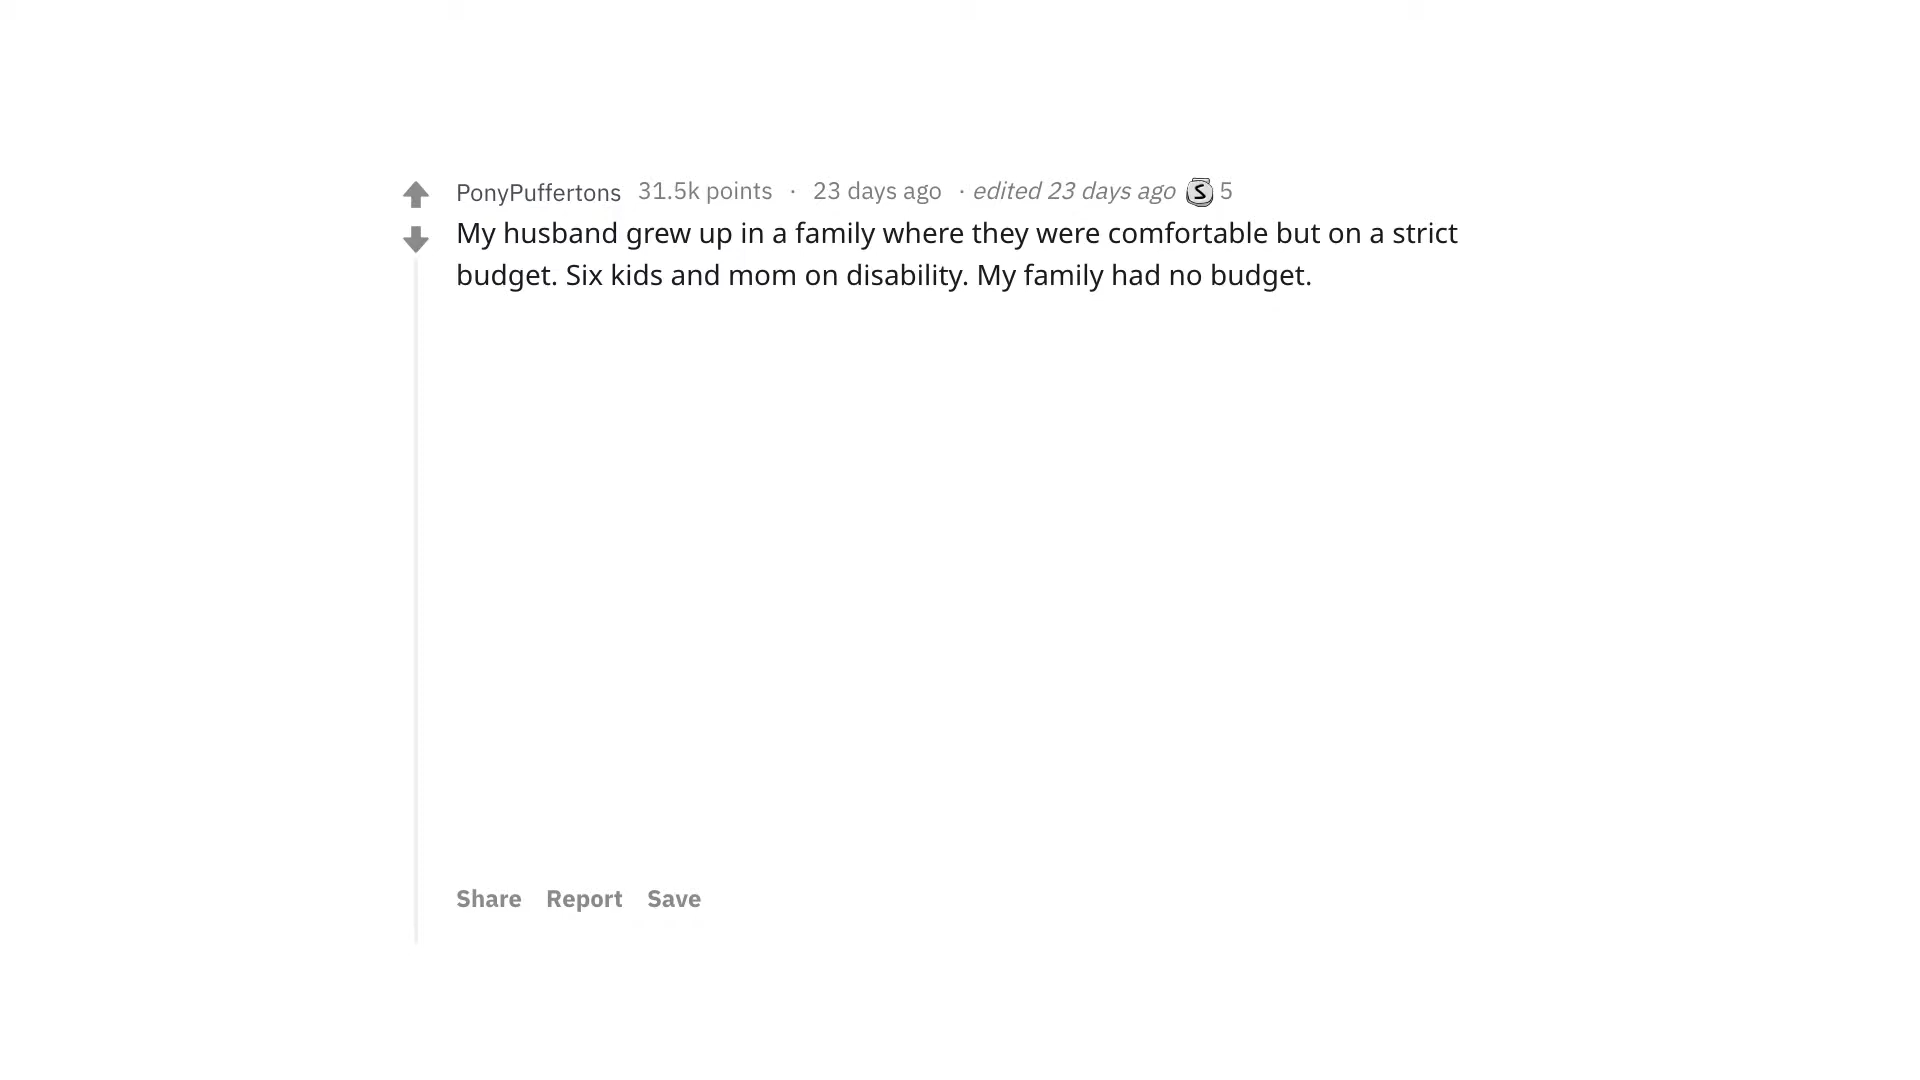 PonyPuffertons 31.5k points · 23 days ago · edited 23 days ago S 5
My husband grew up in a family where they were comfortable but on a strict
budget. Six kids and mom on disability. My family had no budget.
Share Report Save